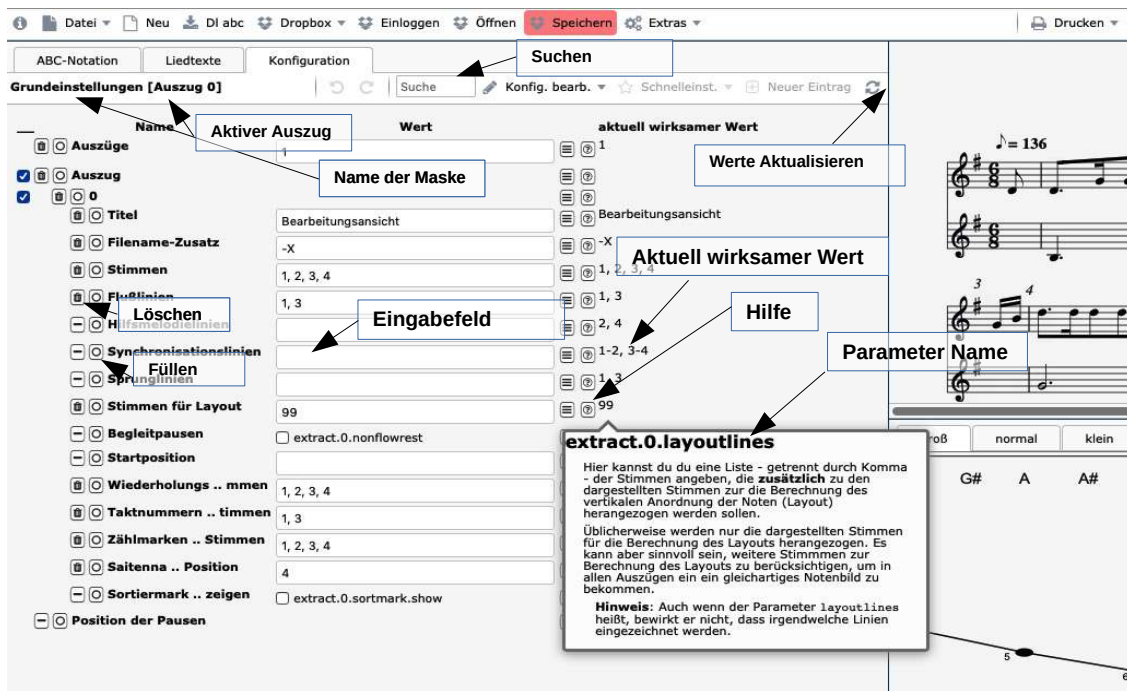 Datei Neu Dl abc Dropbox Einloggen Öffnen Speichern Extras Drucken
ABC-Notation Liedtexte Konfiguration
Suchen
Grundeinstellungen [Auszug 0] Suche Konfig. bearb. Schnelleinst. Neuer Eintrag
Name Wert aktuell wirksamer Wert
Aktiver Auszug
Auszüge 1 1
Werte Aktualisieren
= 136
Name der Maske
Auszug
0
Titel Bearbeitungsansicht Bearbeitungsansicht
Filename-Zusatz -X -X
Aktuell wirksamer Wert
Stimmen 1, 2, 3, 4 1, 2, 3, 4
Flußlinien 1, 3 1, 3
3 4
Löschen
Eingabefeld
Hilfe
Hilfsmelodielinien 2, 4
Synchronisationslinien 1-2, 3-4
Parameter Name
Füllen
Sprunglinien 1, 3
Stimmen für Layout 99 99
Begleitpausen extract.0.nonflowrest
extract.0.layoutlines
roß normal klein
Startposition
Hier kannst du du eine Liste - getrennt durch Komma
- der Stimmen angeben, die zusätzlich zu den
dargestellten Stimmen zur die Berechnung des
vertikalen Anordnung der Noten (Layout)
herangezogen werden sollen.
G# A A#
Wiederholungs .. mmen 1, 2, 3, 4
Taktnummern .. timmen 1, 3
Üblicherweise werden nur die dargestellten Stimmen
für die Berechnung des Layouts herangezogen. Es
kann aber sinnvoll sein, weitere Stimmmen zur
Berechnung des Layouts zu berücksichtigen, um in
allen Auszügen ein ein gleichartiges Notenbild zu
bekommen.
Zählmarken .. Stimmen 1, 2, 3, 4
Saitenna .. Position 4
Sortiermark .. zeigen extract.0.sortmark.show
Hinweis: Auch wenn der Parameter layoutlines
heißt, bewirkt er nicht, dass irgendwelche Linien
eingezeichnet werden.
Position der Pausen
5
6